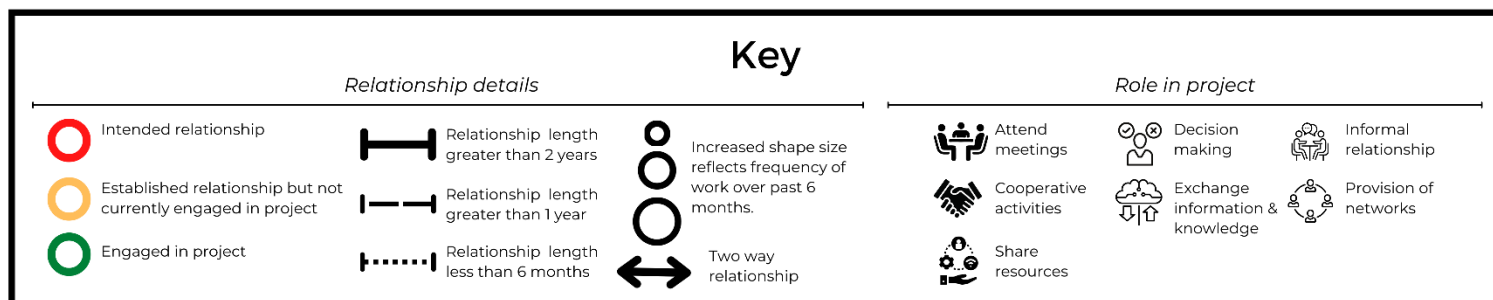 Key
Relationship details
Intended relationship
Established relationship but not
currently engaged in project
Engaged in project
Relationship length
greater than 2 years
Relationship length
greater than 1 year
Relationship length
less than 6 months
Increased shape size
reflects frequency of
work over past 6
months.
Two way
relationship
Role in project
Attend
meetings
Decision
making
Informal
relationship
Cooperative
activities
Exchange
information &
knowledge
Provision of
networks
Share
resources